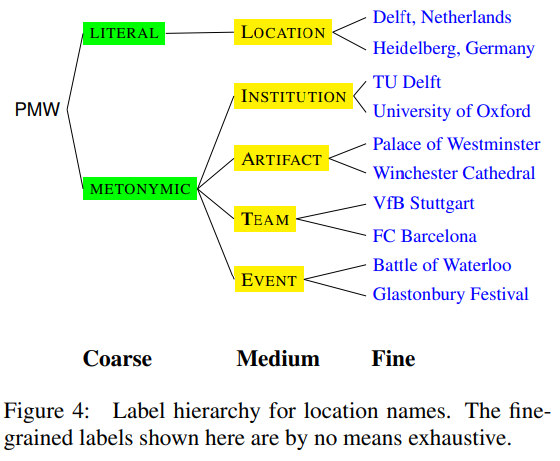 PMW
LITERAL
METONYMIC
LOCATION
INSTITUTION
ARTIFACT
TEAM
EVENT
Delft, Netherlands
Heidelberg, Germany
TU Delft
University of Oxford
Palace of Westminster
Winchester Cathedral
VfB Stuttgart
FC Barcelona
Battle of Waterloo
Glastonbury Festival
Coarse Medium Fine
Figure 4: Label hierarchy for location names. The fine-
grained labels shown here are by no means exhaustive.